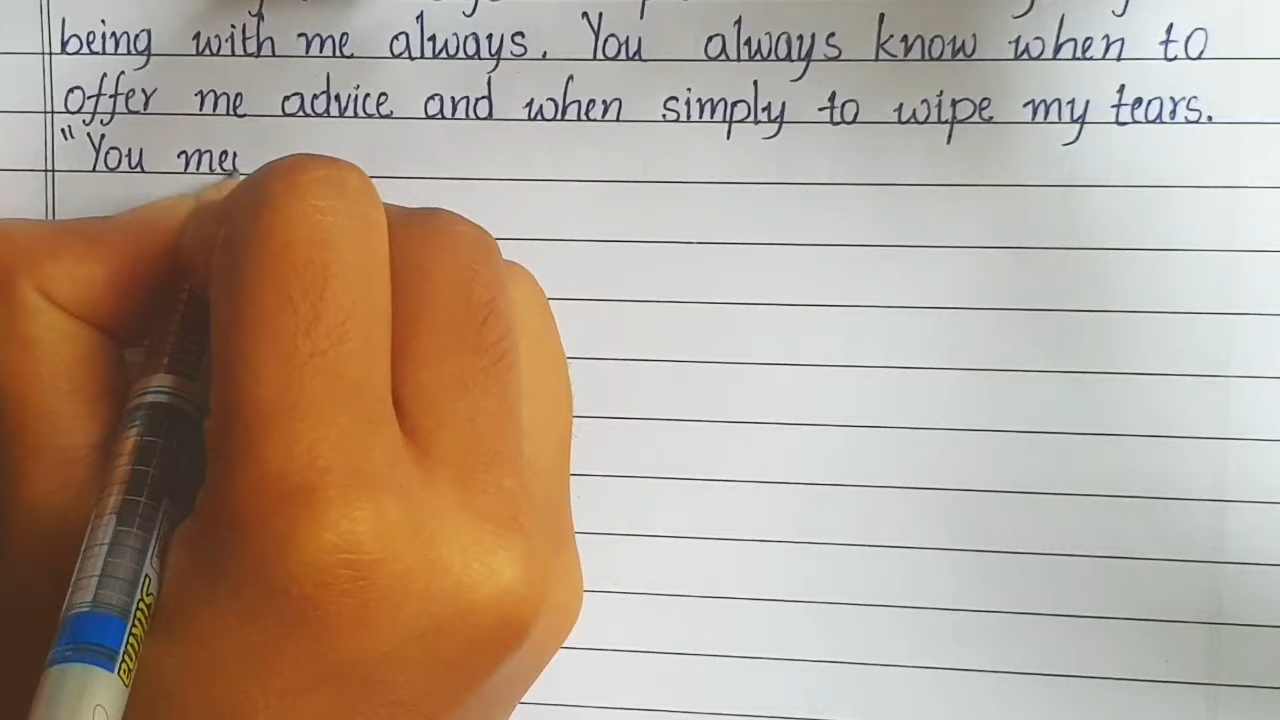 being with me always. You always know when to
offer me advice and when simply to wipe my tears.
"You me